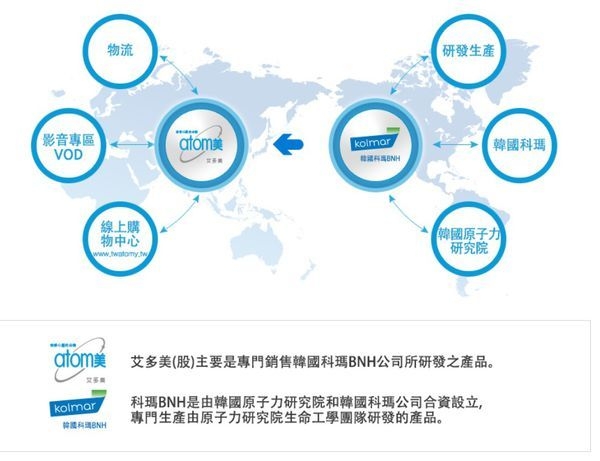 物流
研發生產
影音專區
VOD
atom美
艾多美
kolmar
韓國科瑪BNH
韓國科瑪
線上購
物中心
www.twatomy.tw
韓國原子力
研究院
atom美
艾多美
艾多美(股)主要是專門銷售韓國科瑪BNH公司所研發之產品。
kolmar
韓國科瑪BNH
科瑪BNH是由韓國原子力研究院和韓國科瑪公司合資設立,
專門生產由原子力研究院生命工學團隊研發的產品。